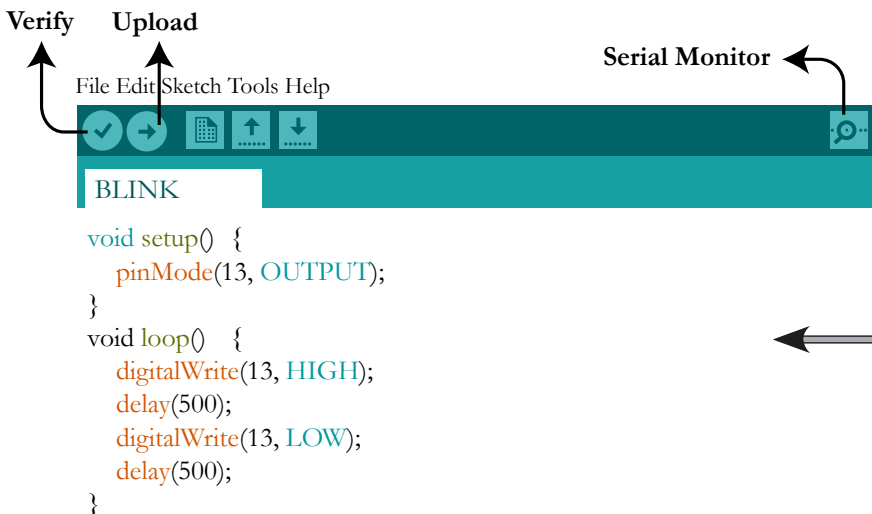 Verify Upload
Serial Monitor
File Edit Sketch Tools Help
BLINK
void setup() {
pinMode(13, OUTPUT);
}
void loop() {
digitalWrite(13, HIGH);
delay(500);
digitalWrite(13, LOW);
delay(500);
}